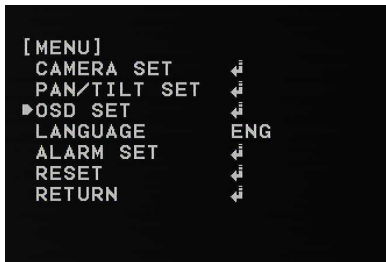 [MENU]
CAMERA SET ↲
PAN/TILT SET ↲
▶OSD SET ↲
LANGUAGE ENG
ALARM SET ↲
RESET ↲
RETURN ↲